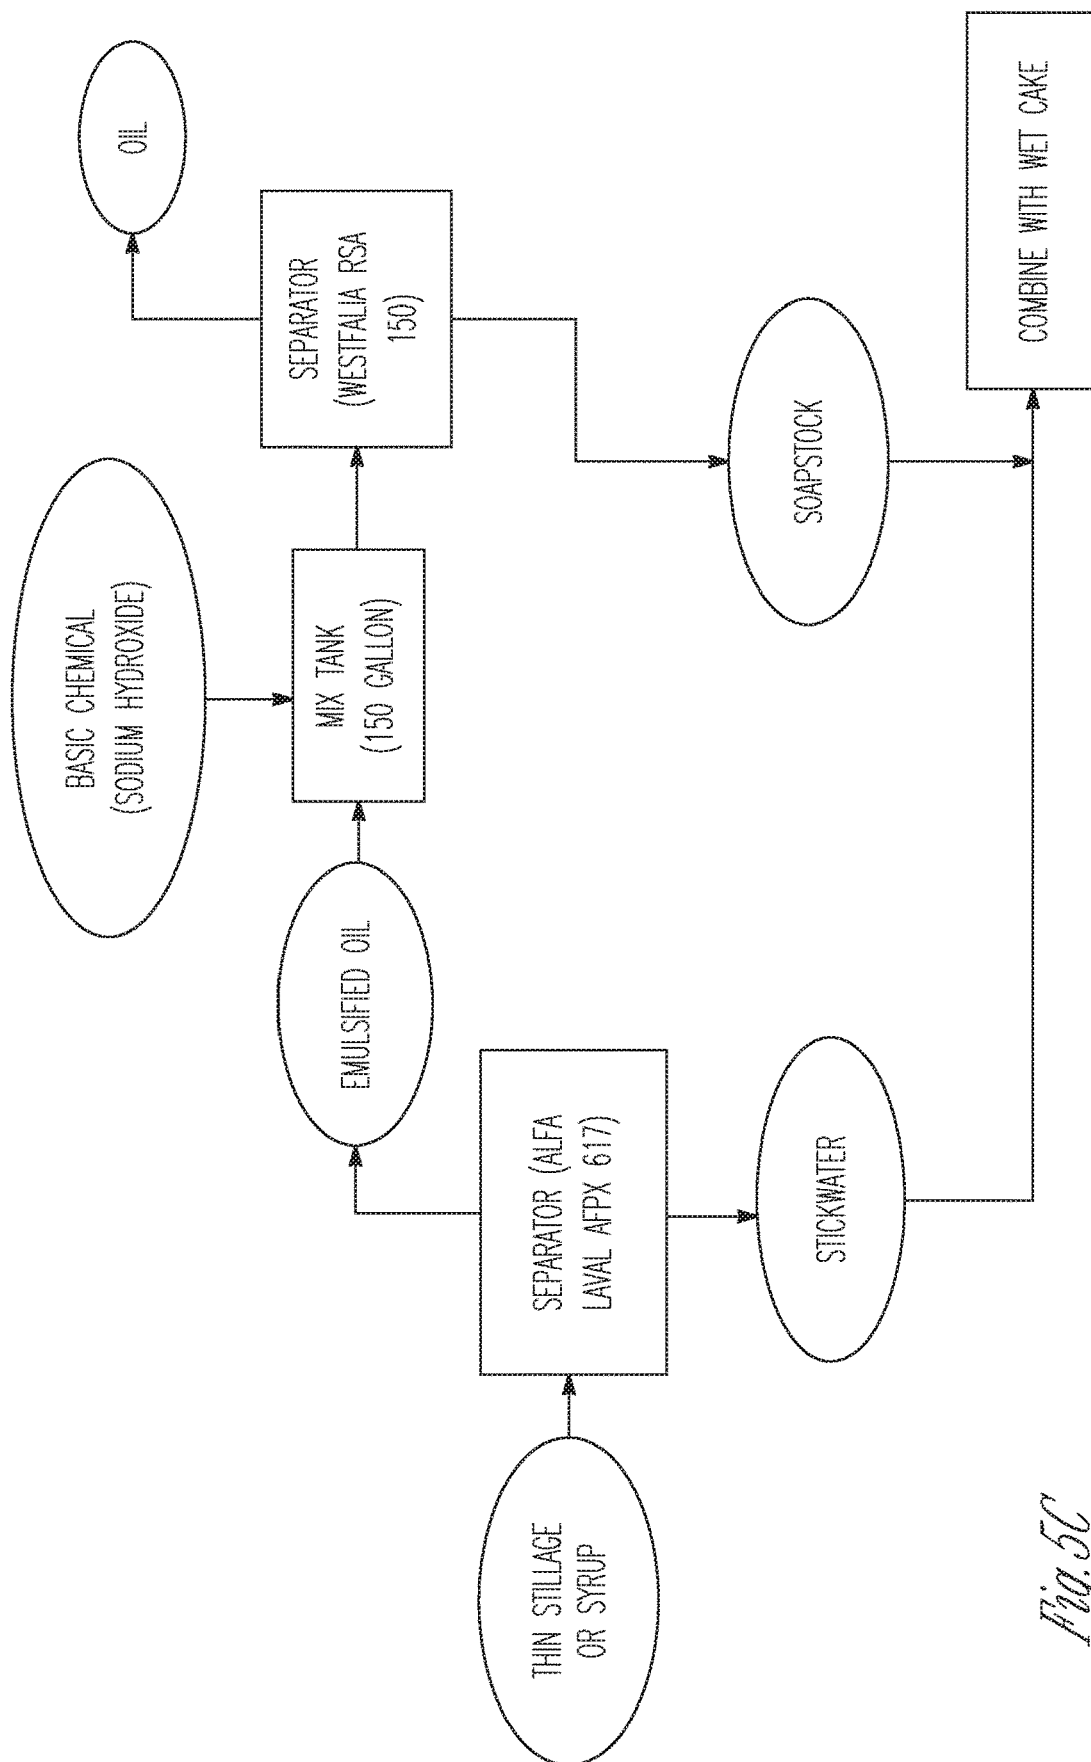 OIL
BASIC CHEMICAL
(SODIUM HYDROXIDE)
SEPARATOR
(WESTFALIA RSA
150)
MIX TANK
(150 GALLON)
EMULSIFIED OIL
SEPARATOR (ALFA
LAVAL AFPX 617)
THIN STILLAGE
OR SYRUP
SOAPSTOCK
STICKWATER
COMBINE WITH WET CAKE
Fig. 5C